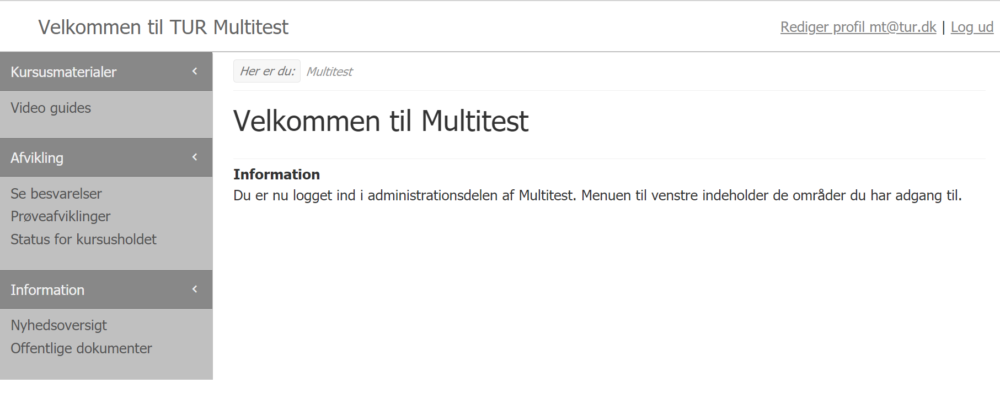 Velkommen til TUR Multitest
Rediger profil mt@tur.dk | Log ud
Kursusmaterialer
Video guides
Afvikling
Se besvarelser
Prøveafviklinger
Status for kursusholdet
Information
Nyhedsoversigt
Offentlige dokumenter
Her er du: Multitest
Velkommen til Multitest
Information
Du er nu logget ind i administrationsdelen af Multitest. Menuen til venstre indeholder de områder du har adgang til.